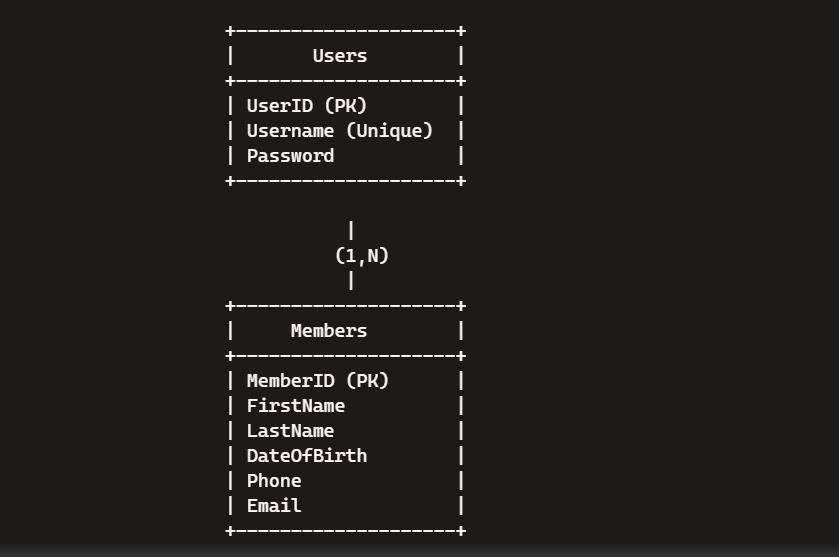 +--------------------+
|       Users        |
+--------------------+
| UserID (PK)        |
| Username (Unique)  |
| Password           |
+--------------------+
|
(1,N)
|
+--------------------+
|     Members        |
+--------------------+
| MemberID (PK)      |
| FirstName          |
| LastName           |
| DateOfBirth        |
| Phone              |
| Email              |
+--------------------+